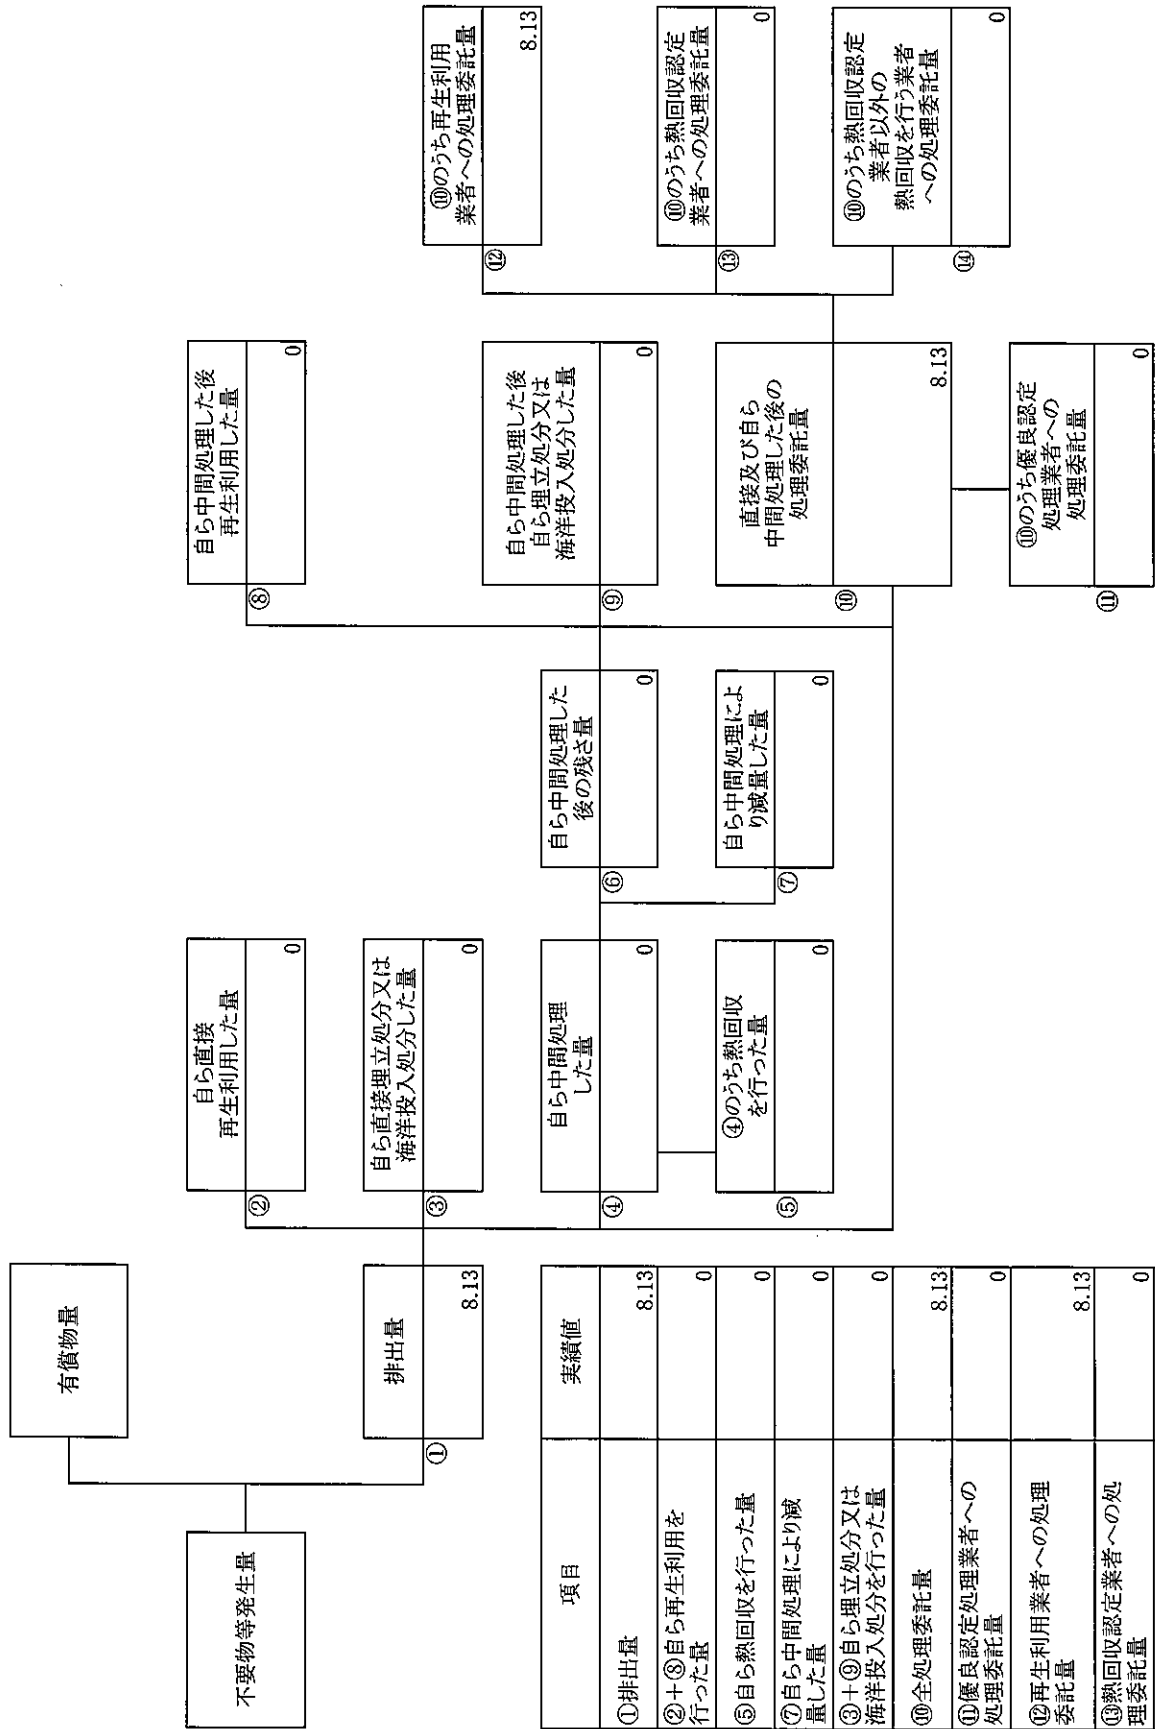 不要物等発生量
有償物量
排出量
①
8.13
自ら直接
再生利用した量
②
0
自ら直接埋立処分又は
海洋投入処分した量
③
0
自ら中間処理
した量
④
0
④のうち熱回収
を行った量
⑤
0
自ら中間処理した
後の残さ量
⑥
0
自ら中間処理によ
り減量した量
⑦
0
自ら中間処理した後
再生利用した量
⑧
0
自ら中間処理した後
自ら埋立処分又は
海洋投入処分した量
⑨
0
直接及び自ら
中間処理した後の
処理委託量
⑩
8.13
⑩のうち優良認定
処理業者への
処理委託量
⑪
0
⑩のうち再生利用
業者への処理委託量
⑫
8.13
⑩のうち熱回収認定
業者への処理委託量
⑬
0
⑩のうち熱回収認定
業者以外の
熱回収を行う業者
への処理委託量
⑭
0
項目 実績値
①排出量 8.13
②+⑧自ら再生利用を
行った量 0
⑤自ら熱回収を行った量 0
⑦自ら中間処理により減
量した量 0
③+⑨自ら埋立処分又は
海洋投入処分を行った量 0
⑩全処理委託量 8.13
⑪優良認定処理業者への
処理委託量 0
⑫再生利用業者への処理
委託量 8.13
⑬熱回収認定業者への処
理委託量 0